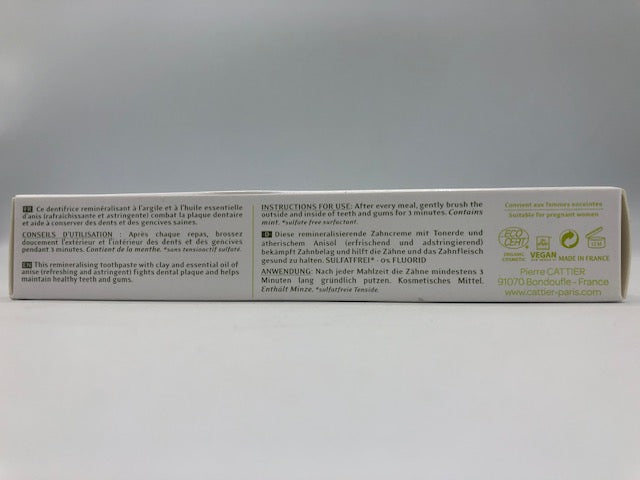 FR Ce dentifrice reminéralisant à l'argile et à l'huile essentielle
d'anis (rafraîchissante et astringente) combat la plaque dentaire
et aide à conserver des dents et des gencives saines.
CONSEILS D'UTILISATION : Après chaque repas, brossez
doucement l'extérieur et l'intérieur des dents et des gencives
pendant 3 minutes. Contient de la menthe. *sans tensioactif sulfaté.
EN This remineralising toothpaste with clay and essential oil of
anise (refreshing and astringent) fights dental plaque and helps
maintain healthy teeth and gums.
INSTRUCTIONS FOR USE: After every meal, gently brush the
outside and inside of teeth and gums for 3 minutes. Contains
mint. *sulfate free surfactant.
D Diese remineralisierende Zahncreme mit Tonerde und
ätherischem Anisöl (erfrischend und adstringierend)
bekämpft Zahnbelag und hilft die Zähne und das Zahnfleisch
gesund zu halten. SULFATFREI* - 0% FLUORID
ANWENDUNG: Nach jeder Mahlzeit die Zähne mindestens 3
Minuten lang gründlich putzen. Kosmetisches Mittel.
Enthält Minze. *sulfatfreie Tenside.
Convient aux femmes enceintes
Suitable for pregnant women
ECO
CERT
ORGANIC
COSMETIC
VEGAN
12 M
MADE IN FRANCE
Pierre CATTIER
91070 Bondoufle - France
www.cattier-paris.com